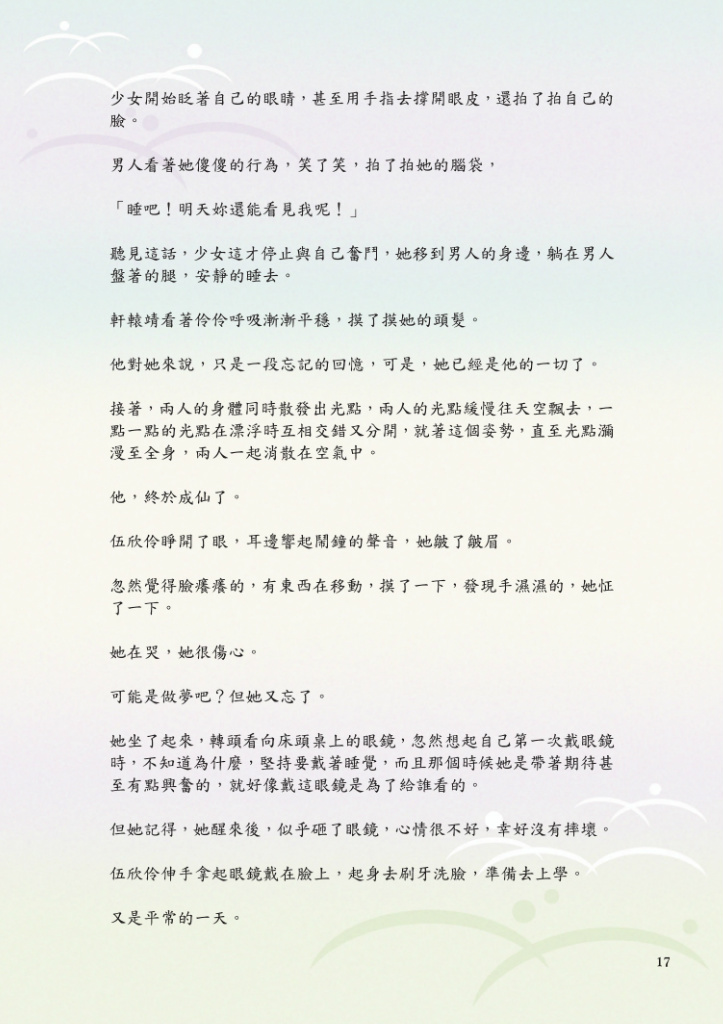 少女開始眨著自己的眼睛，甚至用手指去撐開眼皮，還拍了拍自己的
臉。
男人看著她傻傻的行為，笑了笑，拍了拍她的腦袋，
「睡吧！明天妳還能看見我呢！」
聽見這話，少女這才停止與自己奮鬥，她移到男人的身邊，躺在男人
盤著的腿，安靜的睡去。
軒轅靖看著伶伶呼吸漸漸平穩，摸了摸她的頭髮。
他對她來說，只是一段忘記的回憶，可是，她已經是他的一切了。
接著，兩人的身體同時散發出光點，兩人的光點緩慢往天空飄去，一
點一點的光點在漂浮時互相交錯又分開，就著這個姿勢，直至光點瀰
漫至全身，兩人一起消散在空氣中。
他，終於成仙了。
伍欣伶睜開了眼，耳邊響起鬧鐘的聲音，她皺了皺眉。
忽然覺得臉癢癢的，有東西在移動，摸了一下，發現手濕濕的，她怔
了一下。
她在哭，她很傷心。
可能是做夢吧？但她又忘了。
她坐了起來，轉頭看向床頭桌上的眼鏡，忽然想起自己第一次戴眼鏡
時，不知道為什麼，堅持要戴著睡覺，而且那個時候她是帶著期待甚
至有點興奮的，就好像戴這眼鏡是為了給誰看的。
但她記得，她醒來後，似乎砸了眼鏡，心情很不好，幸好沒有摔壞。
伍欣伶伸手拿起眼鏡戴在臉上，起身去刷牙洗臉，準備去上學。
又是平常的一天。
17